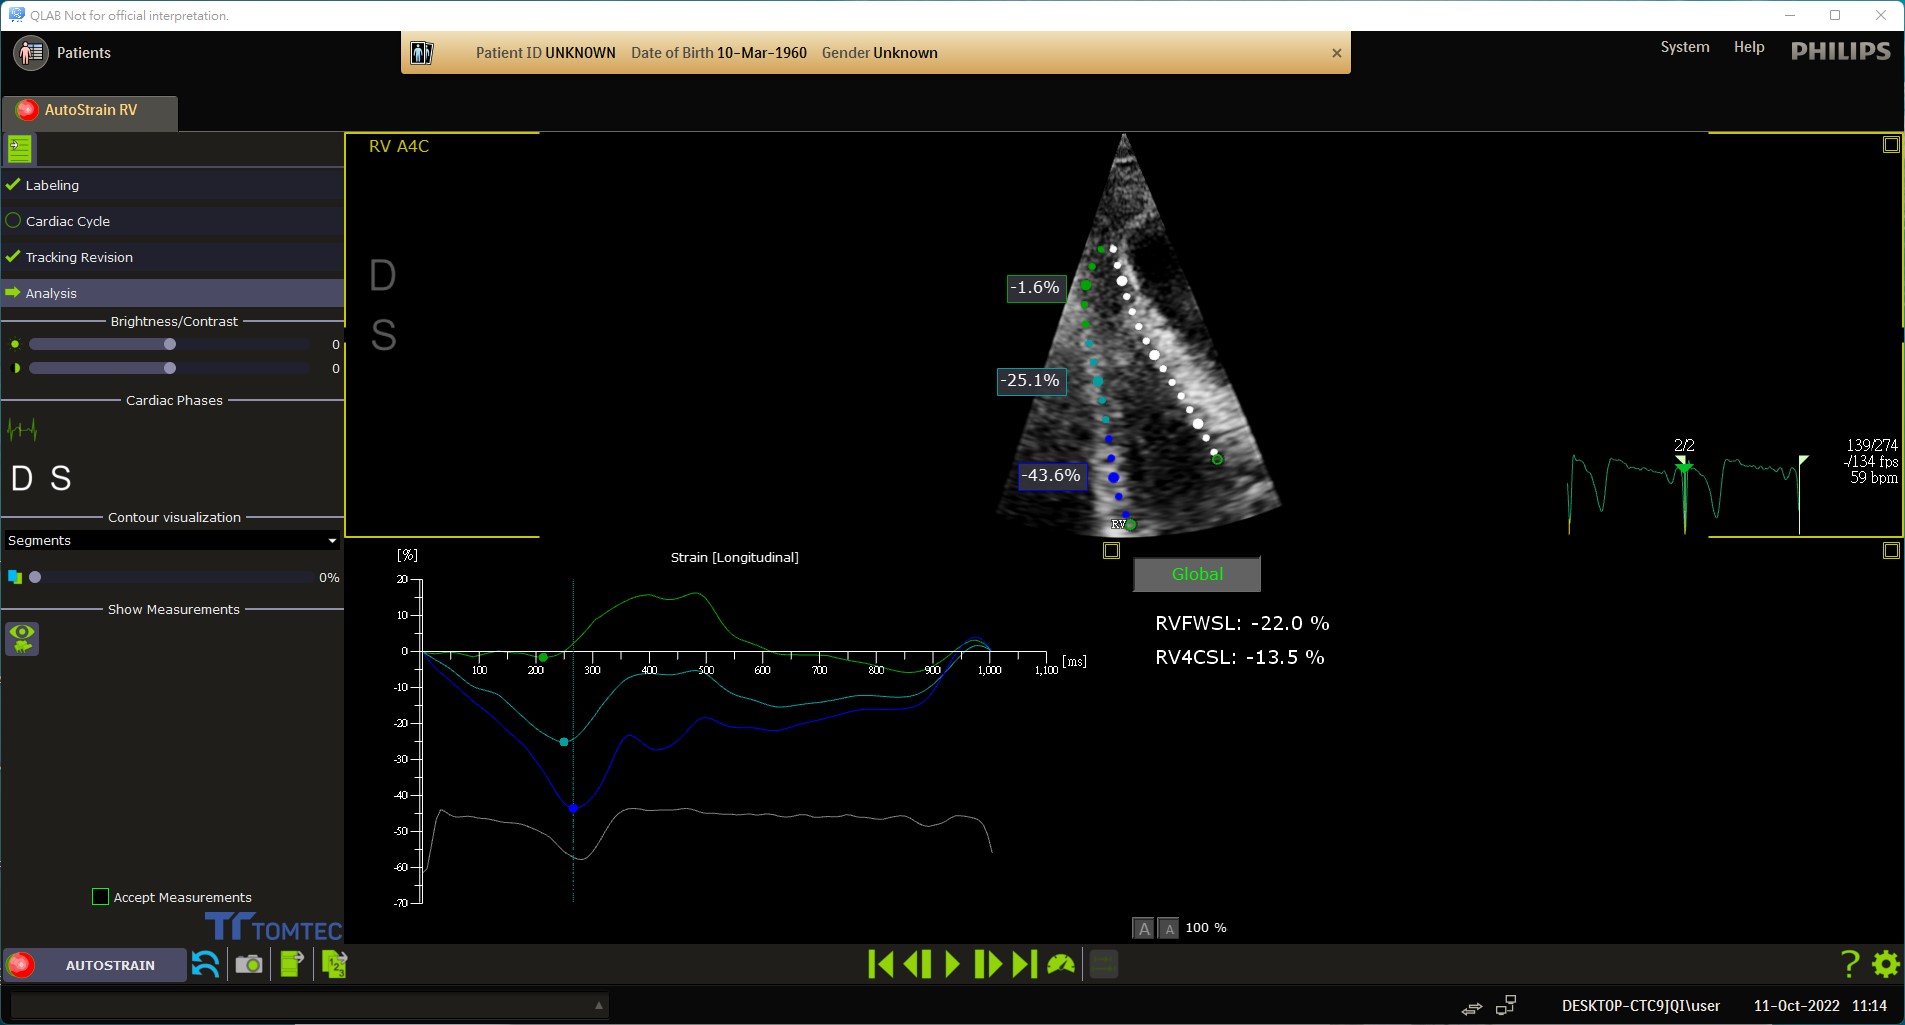 QLAB Not for official interpretation.
Patients
Patient ID UNKNOWN Date of Birth 10-Mar-1960 Gender Unknown
System Help PHILIPS
AutoStrain RV
Labeling
Cardiac Cycle
Tracking Revision
Analysis
Brightness/Contrast
0
0
Cardiac Phases
D S
Contour visualization
Segments
0%
Show Measurements
Accept Measurements
TOMTEC
RV A4C
D
S
-1.6%
-25.1%
-43.6%
RV
2/2
139/274
-/134 fps
59 bpm
[%]
Strain [Longitudinal]
20
10
0
-10
-20
-30
-40
-50
-60
-70
100 200 300 400 500 600 700 800 900 1,000 1,100 [ms]
Global
RVFWSL: -22.0 %
RV4CSL: -13.5 %
A A 100 %
AUTOSTRAIN
1 2 3
?
DESKTOP-CTC9JQI\user 11-Oct-2022 11:14